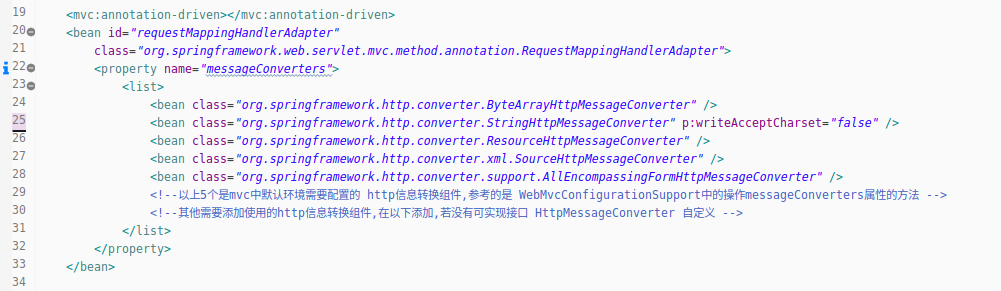 19 <mvc:annotation-driven></mvc:annotation-driven>
20 <bean id="requestMappingHandlerAdapter"
21 class="org.springframework.web.servlet.mvc.method.annotation.RequestMappingHandlerAdapter">
22 <property name="messageConverters">
23 <list>
24 <bean class="org.springframework.http.converter.ByteArrayHttpMessageConverter" />
25 <bean class="org.springframework.http.converter.StringHttpMessageConverter" p:writeAcceptCharset="false" />
26 <bean class="org.springframework.http.converter.ResourceHttpMessageConverter" />
27 <bean class="org.springframework.http.converter.xml.SourceHttpMessageConverter" />
28 <bean class="org.springframework.http.converter.support.AllEncompassingFormHttpMessageConverter" />
29 <!--以上5个是mvc中默认环境需要配置的 http信息转换组件,参考的是 WebMvcConfigurationSupport中的操作messageConverters属性的方法 -->
30 <!--其他需要添加使用的http信息转换组件,在以下添加,若没有可实现接口 HttpMessageConverter 自定义 -->
31 </list>
32 </property>
33 </bean>
34